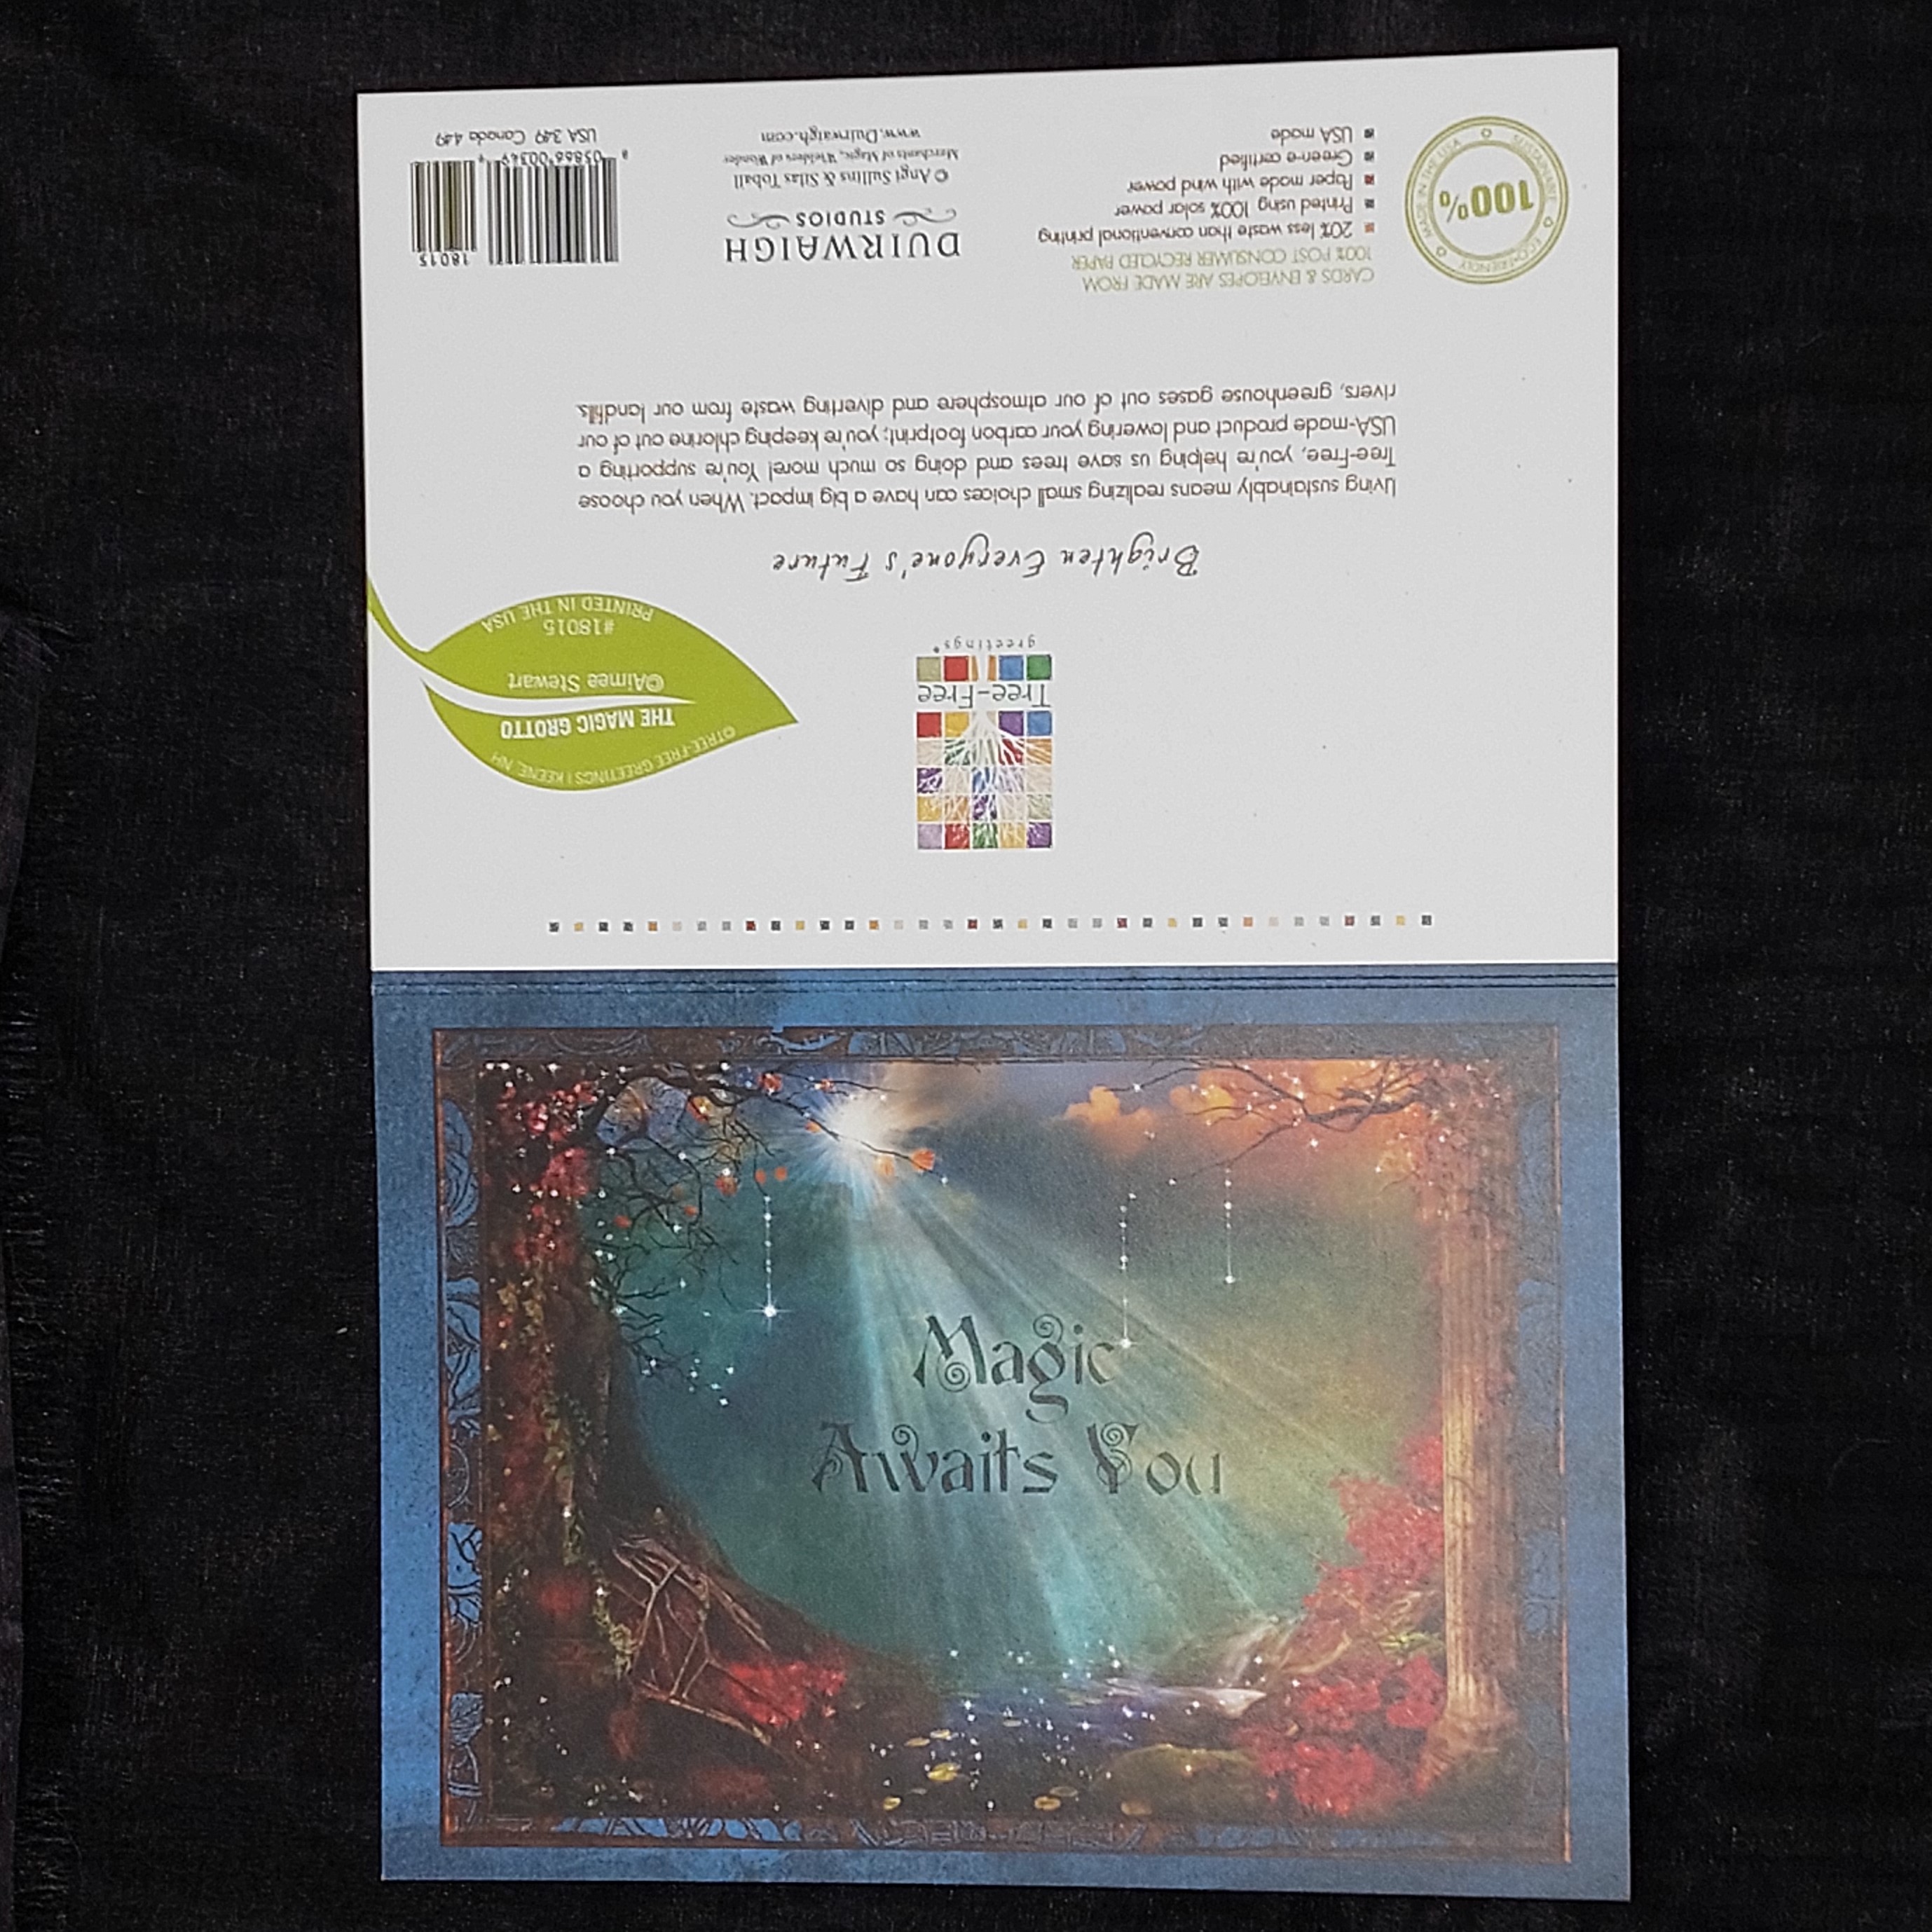 Tree-Free
greetings®
©TREE-FREE GREETINGS | KEENE, NH
THE MAGIC GROTTO
©Aimee Stewart
#18015
PRINTED IN THE USA
Brighten Everyone's Future
Living sustainably means realizing small choices can have a big impact. When you choose
Tree-Free, you're helping us save trees and doing so much more! You're supporting a
USA-made product and lowering your carbon footprint; you're keeping chlorine out of our
rivers, greenhouse gases out of our atmosphere and diverting waste from our landfills.
ECO-FRIENDLY
SUSTAINABLE
MADE IN THE USA
100%
CARDS & ENVELOPES ARE MADE FROM
100% POST CONSUMER RECYCLED PAPER
20% less waste than conventional printing
Printed using 100% solar power
Paper made with wind power
Green-e certified
USA made
DUIRWAIGH
STUDIOS
© Angi Sullins & Silas Toball
Merchants of Magic, Wielders of Wonder
www.Duirwaigh.com
18015
8 05866 00349 4
USA 3.49 Canada 4.49
Magic
Awaits You